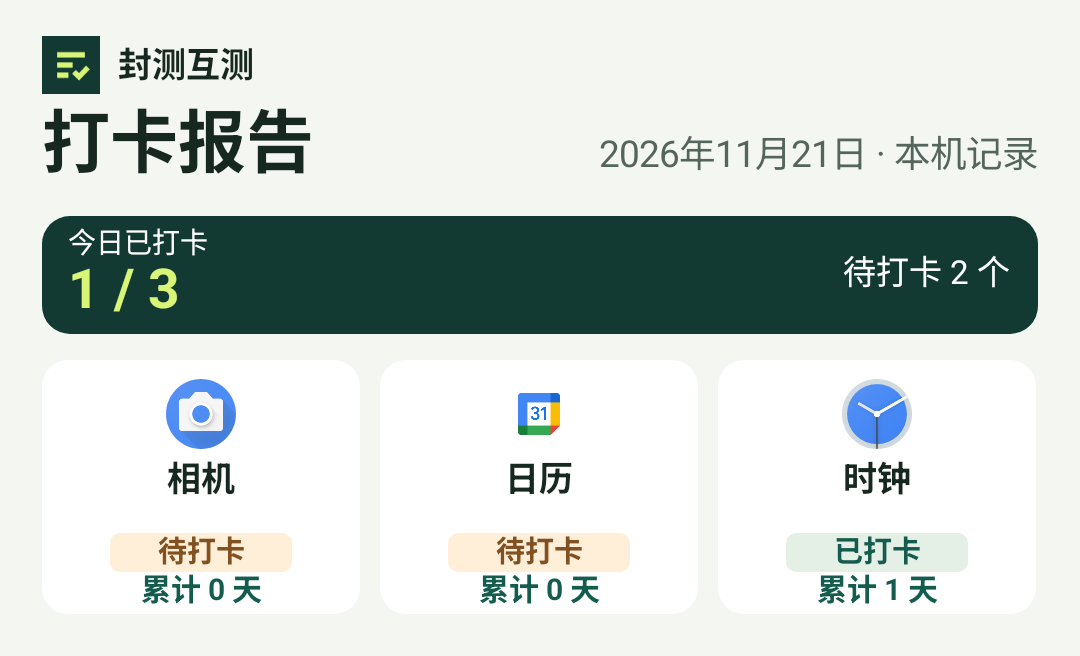 封测互测
打卡报告
2026年11月21日 · 本机记录
今日已打卡
1 / 3
待打卡 2 个
相机
待打卡
累计 0 天
31
日历
待打卡
累计 0 天
时钟
已打卡
累计 1 天